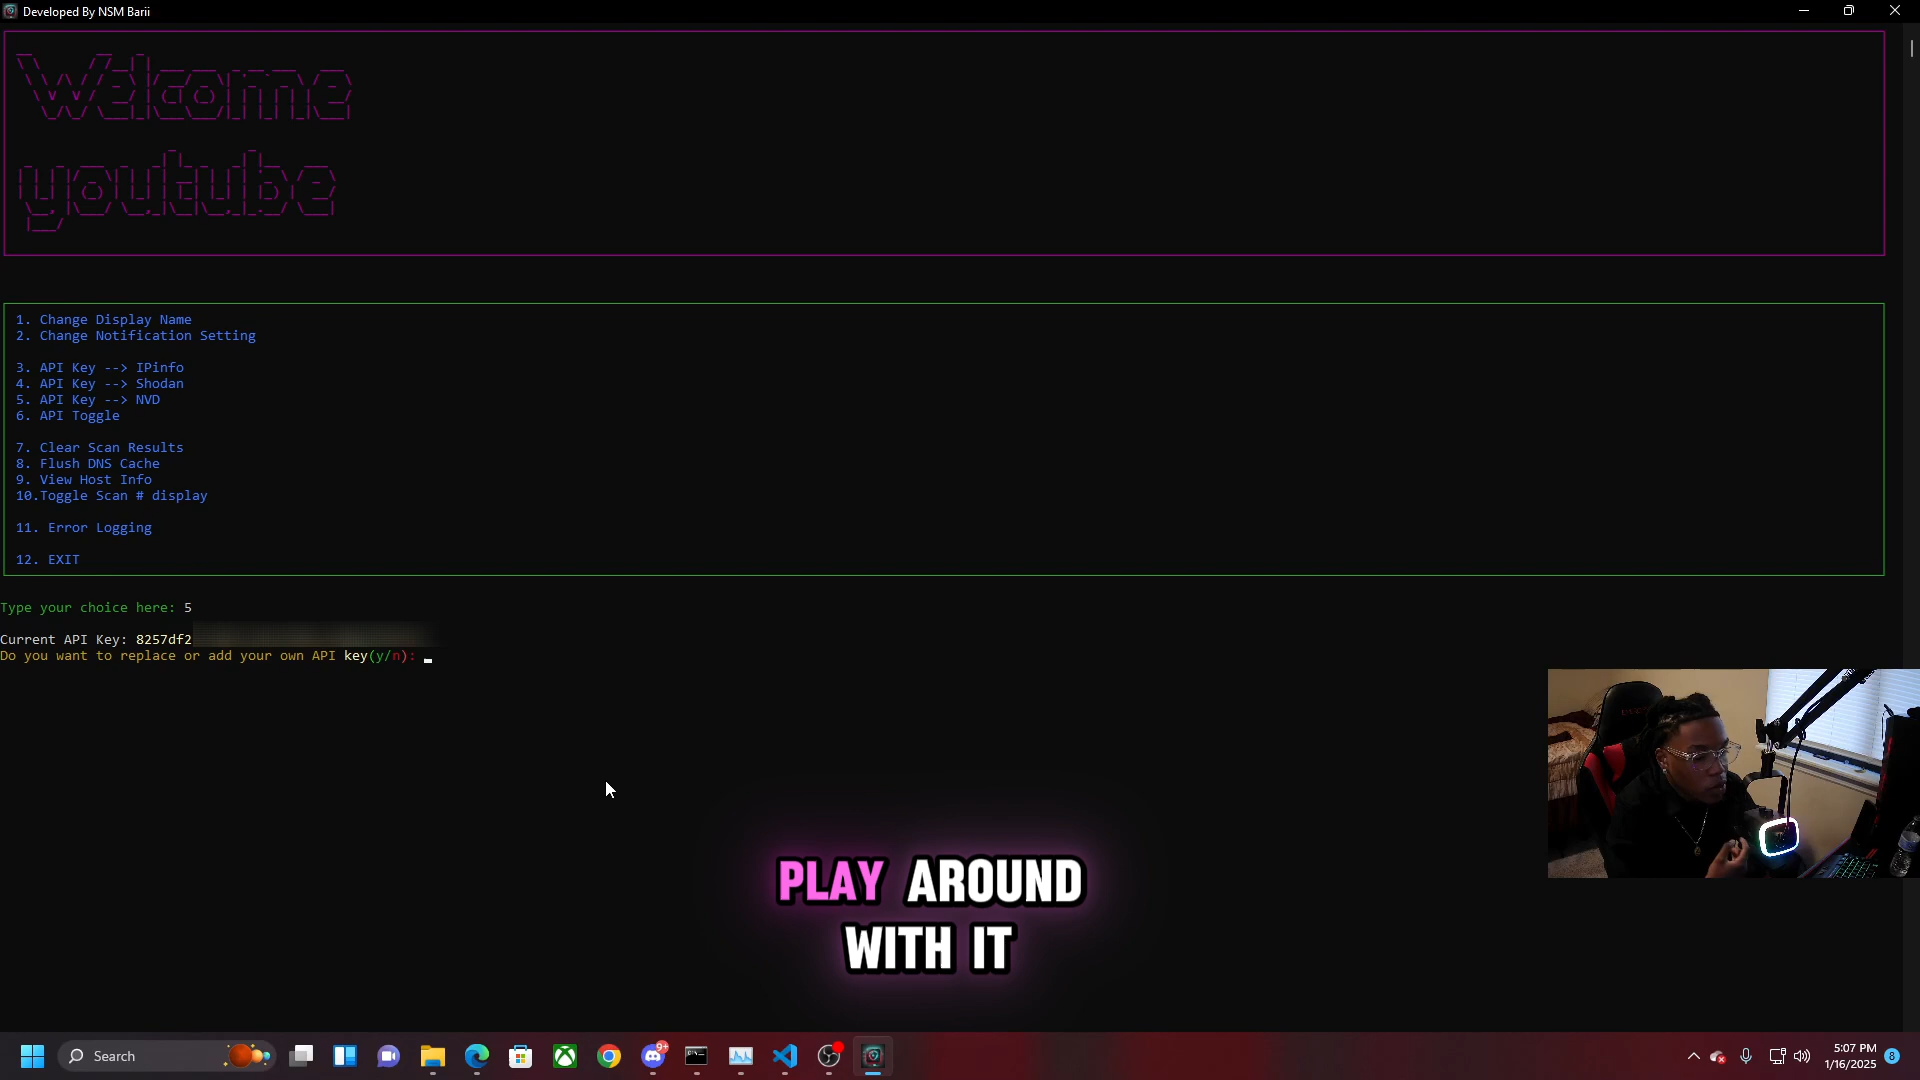 Developed By NSM Barii
Welcome
youtube
1. Change Display Name
2. Change Notification Setting
3. API Key --> IPinfo
4. API Key --> Shodan
5. API Key --> NVD
6. API Toggle
7. Clear Scan Results
8. Flush DNS Cache
9. View Host Info
10.Toggle Scan # display
11. Error Logging
12. EXIT
Type your choice here: 5
Current API Key: 8257df2
Do you want to replace or add your own API key(y/n):
PLAY AROUND
WITH IT
Search
9+
5:07 PM
1/16/2025
8